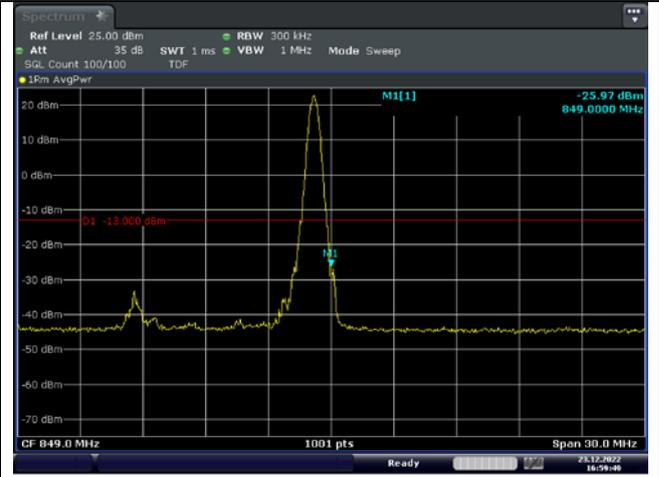 Spectrum
Ref Level 25.00 dBm RBW 300 kHz
Att 35 dB SWT 1 ms VBW 1 MHz Mode Sweep
SGL Count 100/100 TDF
1Rm AvgPwr
M1[1] -25.97 dBm
849.0000 MHz
20 dBm
10 dBm
0 dBm
-10 dBm
D1 -13.000 dBm
-20 dBm
M1
-30 dBm
-40 dBm
-50 dBm
-60 dBm
-70 dBm
CF 849.0 MHz 1001 pts Span 30.0 MHz
Ready 23.12.2022
16:59:40